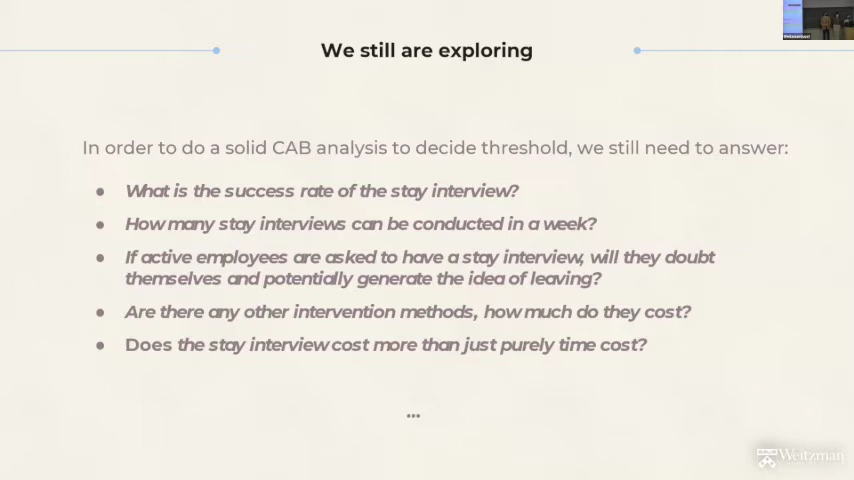 We still are exploring
In order to do a solid CAB analysis to decide threshold, we still need to answer:
● What is the success rate of the stay interview?
● How many stay interviews can be conducted in a week?
● If active employees are asked to have a stay interview, will they doubt
themselves and potentially generate the idea of leaving?
● Are there any other intervention methods, how much do they cost?
● Does the stay interview cost more than just purely time cost?
...
Weitzman